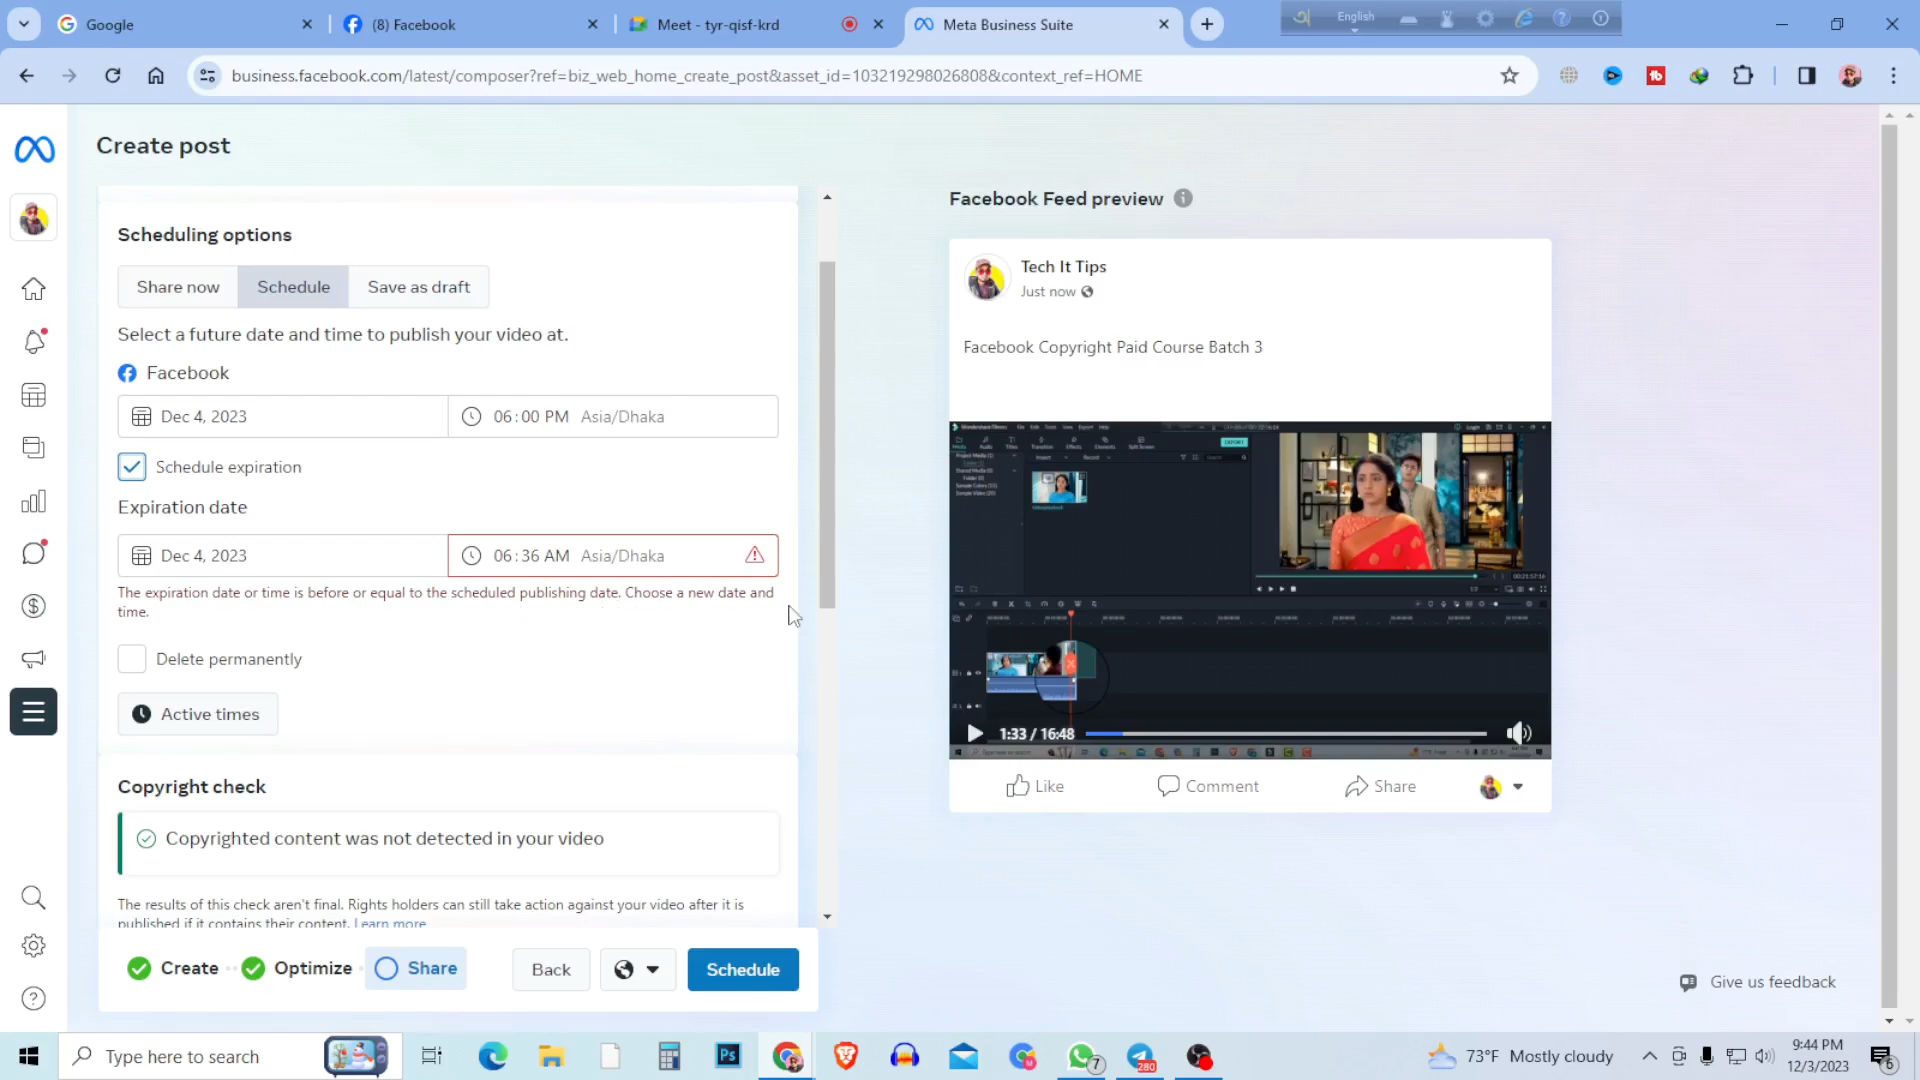 Google
(8) Facebook
Meet - tyr-qisf-krd
Meta Business Suite
English
business.facebook.com/latest/composer?ref=biz_web_home_create_post&asset_id=103219298026808&context_ref=HOME
Create post
Scheduling options
Share now
Schedule
Save as draft
Select a future date and time to publish your video at.
Facebook
Dec 4, 2023
06:00 PM Asia/Dhaka
Schedule expiration
Expiration date
Dec 4, 2023
06:36 AM Asia/Dhaka
The expiration date or time is before or equal to the scheduled publishing date. Choose a new date and
time.
Delete permanently
Active times
Copyright check
Copyrighted content was not detected in your video
The results of this check aren't final. Rights holders can still take action against your video after it is
published if it contains their content. Learn more
Create
Optimize
Share
Back
Schedule
Facebook Feed preview
Tech It Tips
Just now
Facebook Copyright Paid Course Batch 3
EXPORT
1:33 / 16:48
Like
Comment
Share
Give us feedback
Type here to search
Ps
7
280
73°F Mostly cloudy
9:44 PM
12/3/2023
6